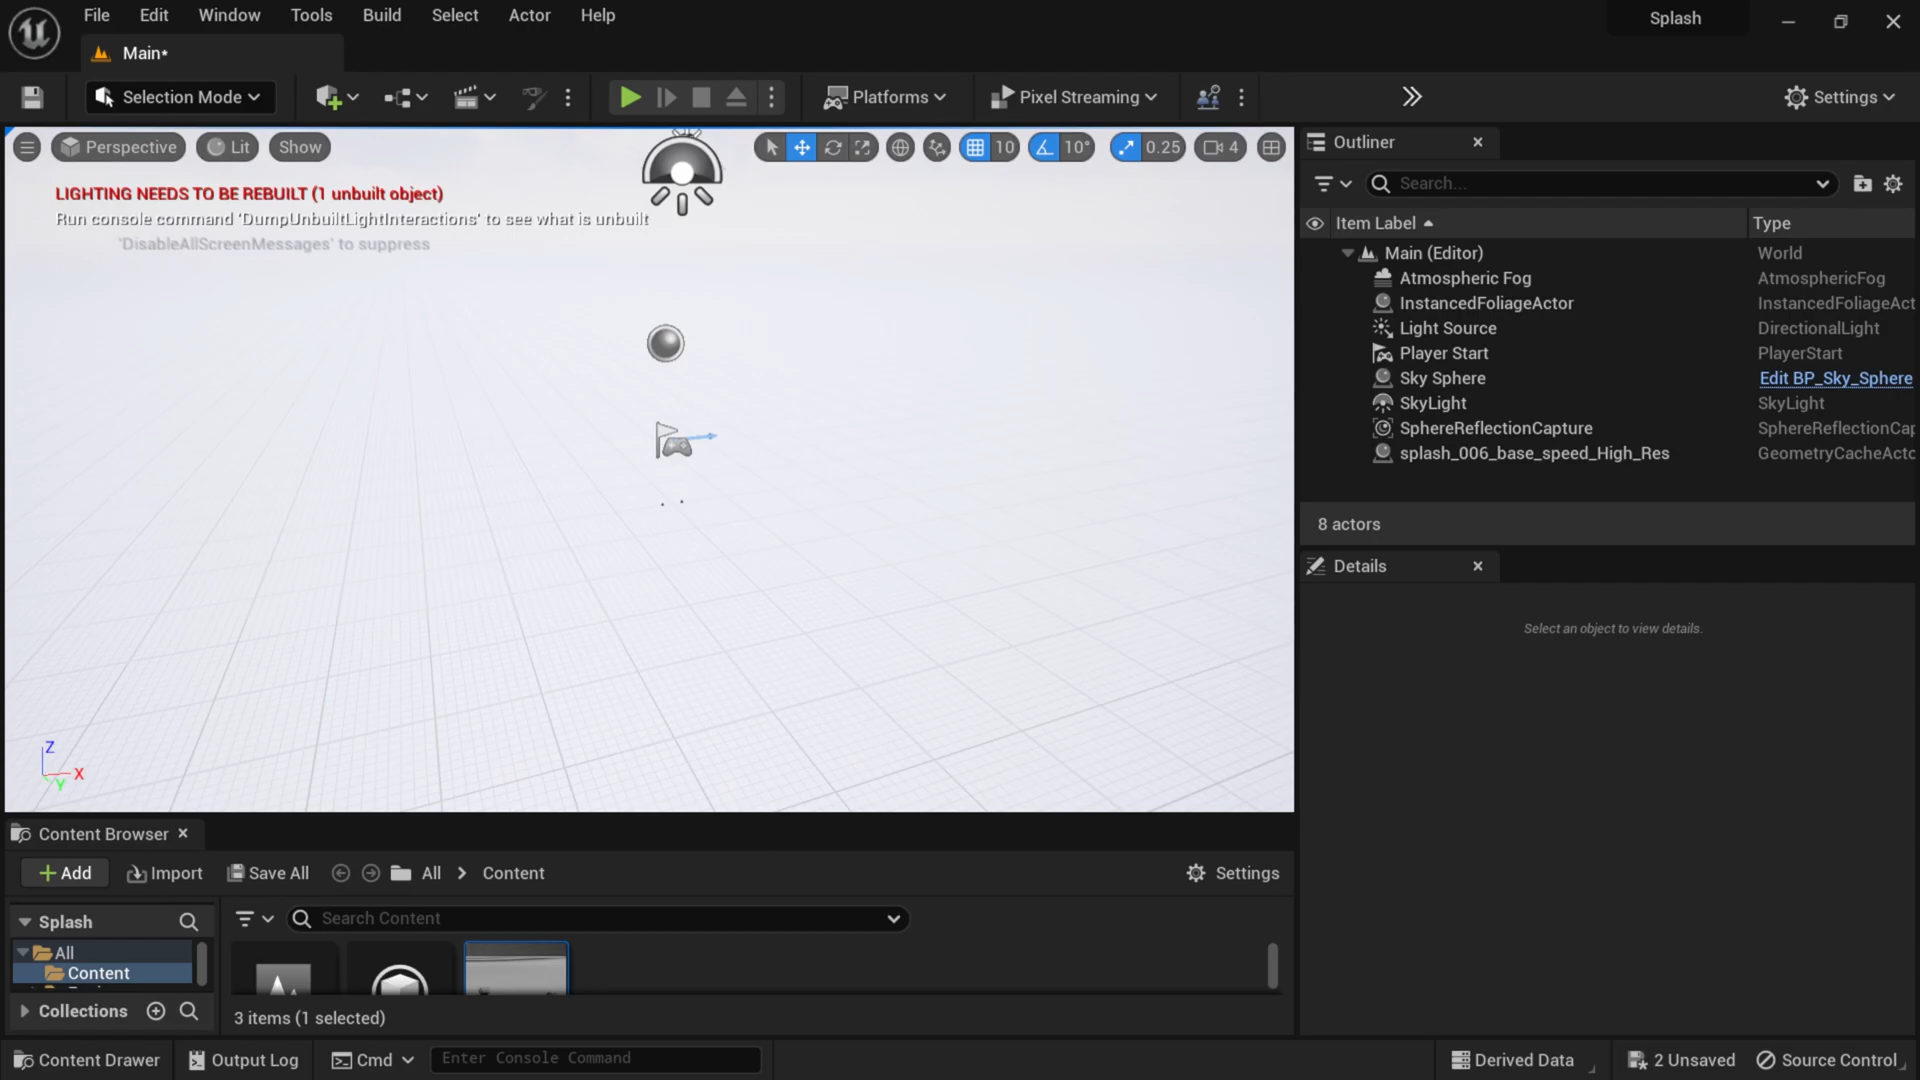 File Edit Window Tools Build Select Actor Help
Splash
Main*
Selection Mode
Platforms
Pixel Streaming
Settings
Perspective
Lit
Show
10
10°
0.25
4
LIGHTING NEEDS TO BE REBUILT (1 unbuilt object)
Run console command 'DumpUnbuiltLightInteractions' to see what is unbuilt
'DisableAllScreenMessages' to suppress
Z
X
Y
Outliner
Search...
Item Label Type
Main (Editor) World
Atmospheric Fog AtmosphericFog
InstancedFoliageActor InstancedFoliageAct
Light Source DirectionalLight
Player Start PlayerStart
Sky Sphere Edit BP_Sky_Sphere
SkyLight SkyLight
SphereReflectionCapture SphereReflectionCap
splash_006_base_speed_High_Res GeometryCacheActo
8 actors
Details
Select an object to view details.
Content Browser
Add Import Save All All Content Settings
Splash
Search Content
All
Content
Collections
3 items (1 selected)
Content Drawer Output Log Cmd Enter Console Command
Derived Data 2 Unsaved Source Control